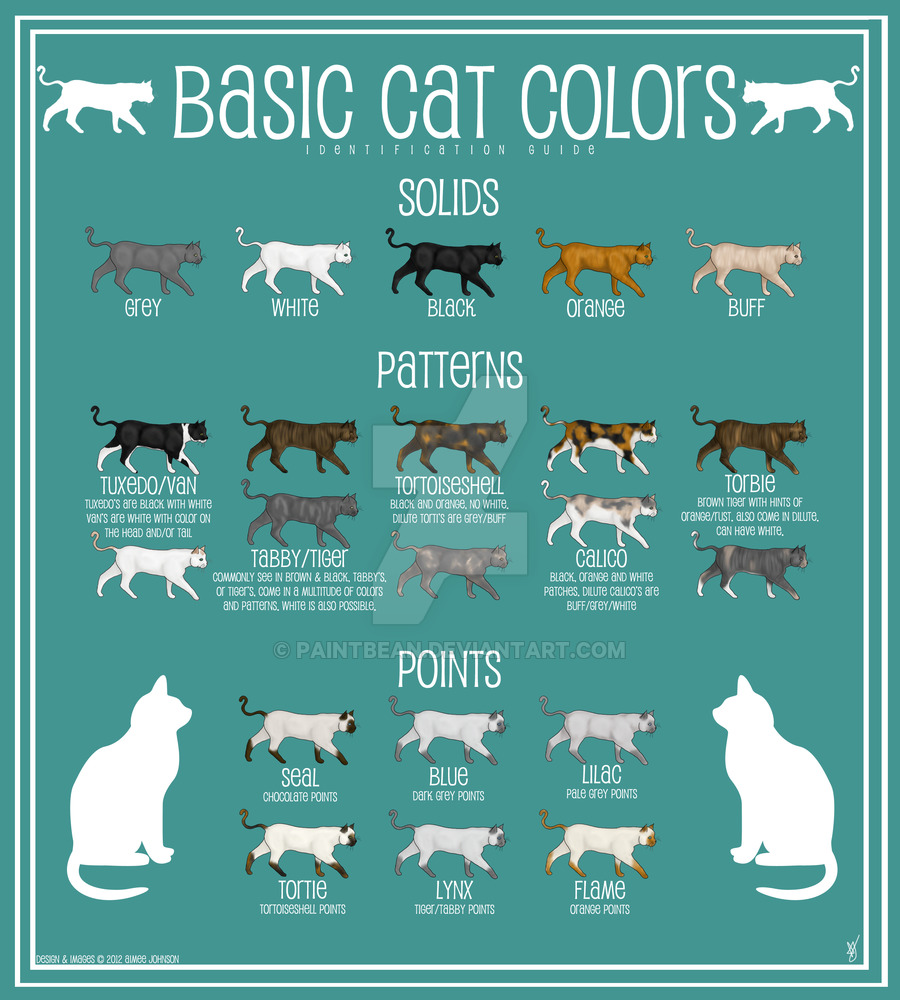 Basic Cat Colors
IDENTIFICATION GUIDE
SOLIDS
Grey
White
Black
Orange
Buff
Patterns
Tuxedo/Van
Tuxedo's are black with white
Van's are white with color on
the head and/or tail
Tabby/Tiger
Commonly see in brown & black, tabby's,
or tiger's, come in a multitude of colors
and patterns, white is also possible.
Tortoiseshell
Black and orange, no white.
Dilute torti's are grey/buff
Calico
Black, orange and white
patches, dilute calico's are
buff/grey/white
Torbie
Brown tiger with hints of
orange/rust, also come in dilute,
can have white.
© PAINTBEAN.DEVIANTART.COM
POINTS
Seal
Chocolate points
Blue
Dark grey points
Lilac
Pale grey points
Tortie
Tortoiseshell points
Lynx
Tiger/Tabby points
Flame
Orange points
Design & Images © 2012 Aimee Johnson